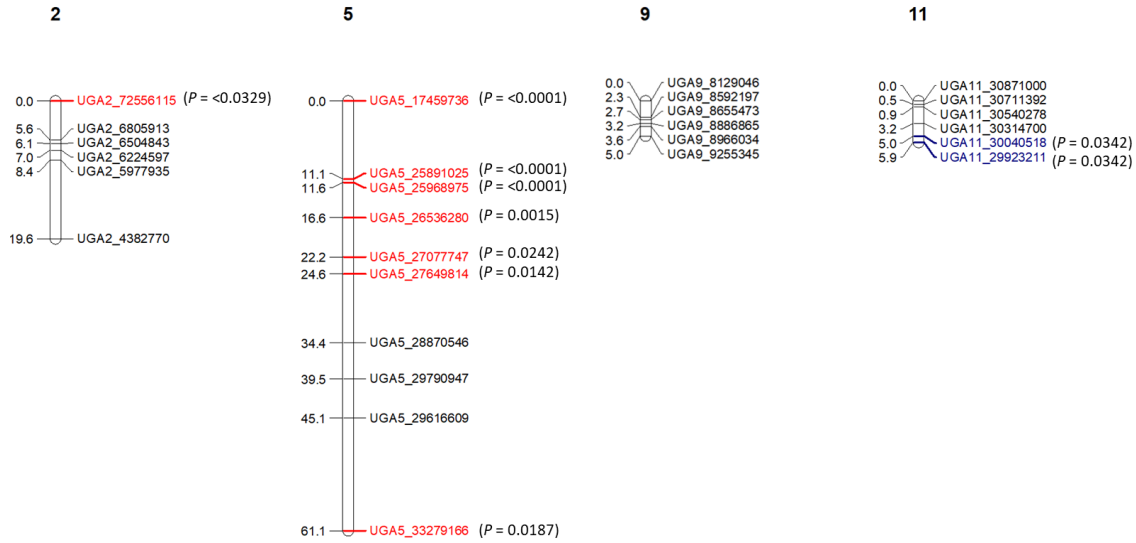 2
0.0 UGA2_72556115 (P = <0.0329)
5.6 UGA2_6805913
6.1 UGA2_6504843
7.0 UGA2_6224597
8.4 UGA2_5977935
19.6 UGA2_4382770
5
0.0 UGA5_17459736 (P = <0.0001)
11.1 UGA5_25891025 (P = <0.0001)
11.6 UGA5_25968975 (P = <0.0001)
16.6 UGA5_26536280 (P = 0.0015)
22.2 UGA5_27077747 (P = 0.0242)
24.6 UGA5_27649814 (P = 0.0142)
34.4 UGA5_28870546
39.5 UGA5_29790947
45.1 UGA5_29616609
61.1 UGA5_33279166 (P = 0.0187)
9
0.0 UGA9_8129046
2.3 UGA9_8592197
2.7 UGA9_8655473
3.2 UGA9_8886865
3.6 UGA9_8966034
5.0 UGA9_9255345
11
0.0 UGA11_30871000
0.5 UGA11_30711392
0.9 UGA11_30540278
3.2 UGA11_30314700
5.0 UGA11_30040518 (P = 0.0342)
5.9 UGA11_29923211 (P = 0.0342)